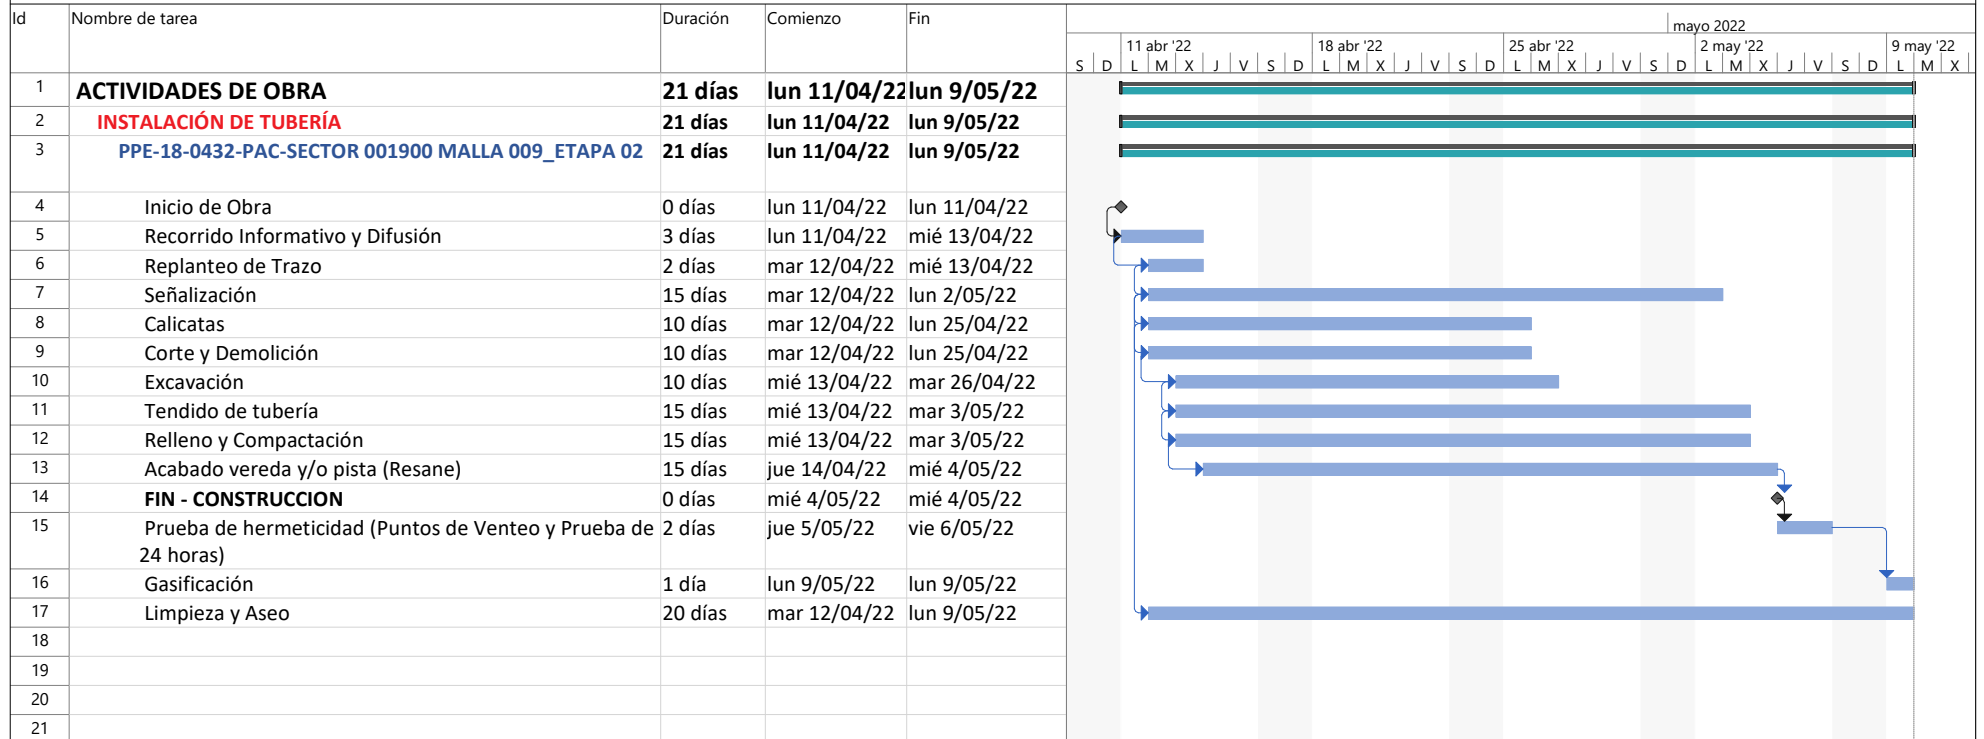 Id Nombre de tarea Duración Comienzo Fin
mayo 2022
11 abr '22 18 abr '22 25 abr '22 2 may '22 9 may '22
S D L M X J V S D L M X J V S D L M X J V S D L M X J V S D L M X
1 ACTIVIDADES DE OBRA 21 días lun 11/04/22 lun 9/05/22
2 INSTALACIÓN DE TUBERÍA 21 días lun 11/04/22 lun 9/05/22
3 PPE-18-0432-PAC-SECTOR 001900 MALLA 009_ETAPA 02 21 días lun 11/04/22 lun 9/05/22
4 Inicio de Obra 0 días lun 11/04/22 lun 11/04/22
5 Recorrido Informativo y Difusión 3 días lun 11/04/22 mié 13/04/22
6 Replanteo de Trazo 2 días mar 12/04/22 mié 13/04/22
7 Señalización 15 días mar 12/04/22 lun 2/05/22
8 Calicatas 10 días mar 12/04/22 lun 25/04/22
9 Corte y Demolición 10 días mar 12/04/22 lun 25/04/22
10 Excavación 10 días mié 13/04/22 mar 26/04/22
11 Tendido de tubería 15 días mié 13/04/22 mar 3/05/22
12 Relleno y Compactación 15 días mié 13/04/22 mar 3/05/22
13 Acabado vereda y/o pista (Resane) 15 días jue 14/04/22 mié 4/05/22
14 FIN - CONSTRUCCION 0 días mié 4/05/22 mié 4/05/22
15 Prueba de hermeticidad (Puntos de Venteo y Prueba de 2 días jue 5/05/22 vie 6/05/22
24 horas)
16 Gasificación 1 día lun 9/05/22 lun 9/05/22
17 Limpieza y Aseo 20 días mar 12/04/22 lun 9/05/22
18
19
20
21